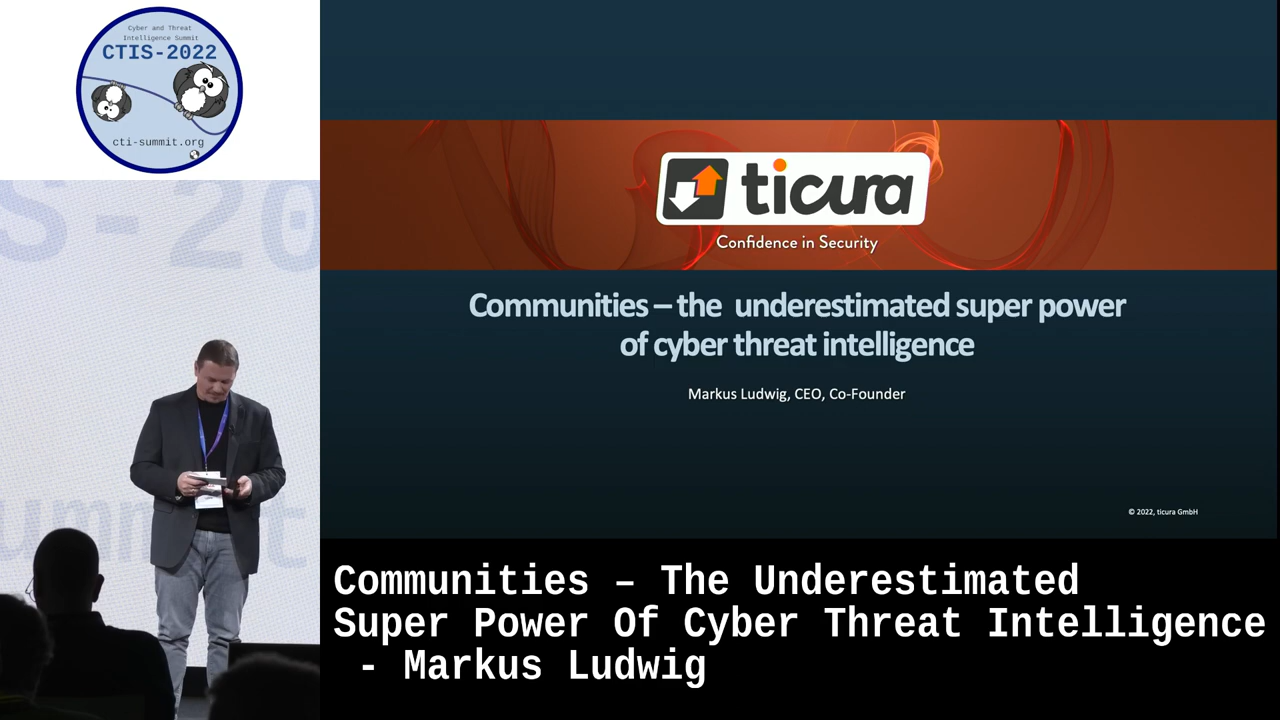 Cyber and Threat
Intelligence Summit
CTIS-2022
cti-summit.org
S-20
summit
ticura
Confidence in Security
Communities – the underestimated super power
of cyber threat intelligence
Markus Ludwig, CEO, Co-Founder
© 2022, ticura GmbH
Communities – The Underestimated
Super Power Of Cyber Threat Intelligence
- Markus Ludwig